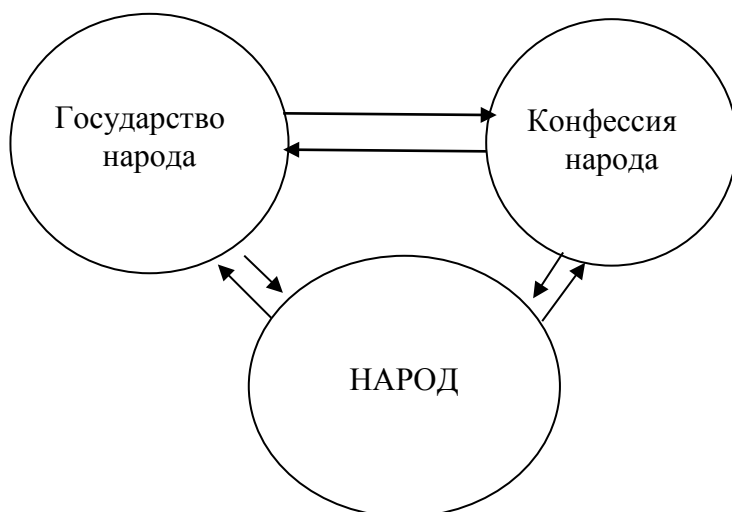 Государство
народа
Конфессия
народа
НАРОД